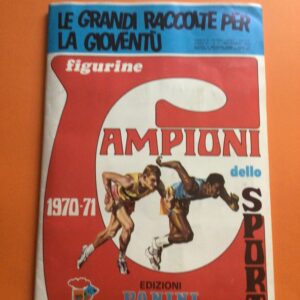 LE GRANDI RACCOLTE PER
LA GIOVENTÙ
figurine
CAMPIONI
dello
SPORT
1970-71
EDIZIONI
PANINI